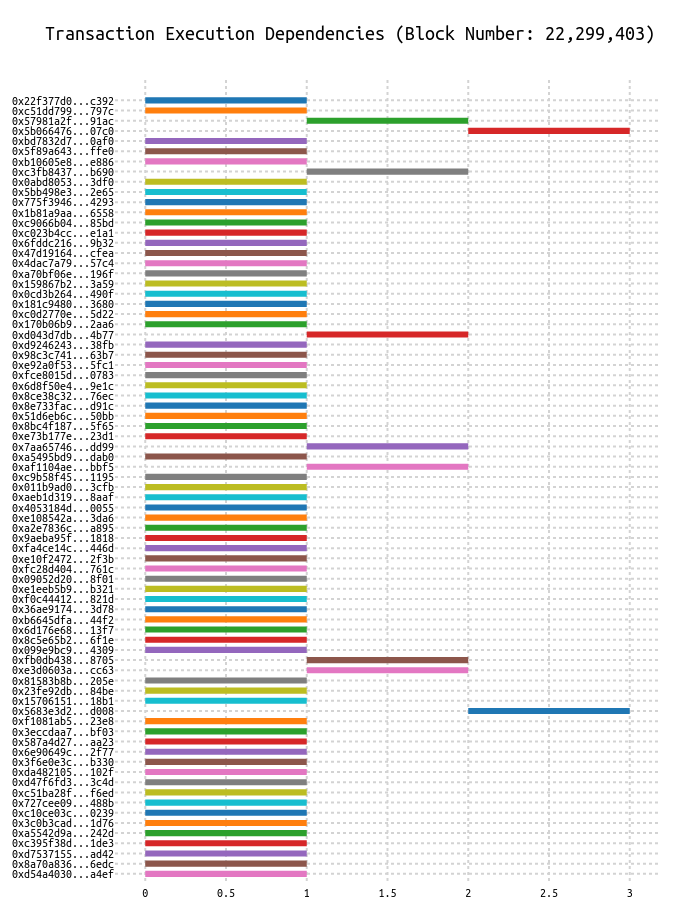 Transaction Execution Dependencies (Block Number: 22,299,403)
0x22f377d0...c392
0xc51dd799...797c
0x57981a2f...91ac
0x5b066476...07c0
0xbd7832d7...0af0
0x5f89a643...ffe0
0xb10605e8...e886
0xc3fb8437...b690
0x0abd8053...3df0
0x5bb498e3...2e65
0x775f3946...4293
0x1b81a9aa...6558
0xc9066b04...85bd
0xc023b4cc...e1a1
0x6fddc216...9b32
0x47d19164...cfea
0x4dac7a79...57c4
0xa70bf06e...196f
0x159867b2...3a59
0x0cd3b264...490f
0x181c9480...3680
0xc0d2770e...5d22
0x170b06b9...2aa6
0xd043d7db...4b77
0xd9246243...38fb
0x98c3c741...63b7
0xe92a0f53...5fc1
0xfce8015d...0783
0x6d8f50e4...9e1c
0x8ce38c32...76ec
0x8e733fac...d91c
0x51d6eb6c...50bb
0x8bc4f187...5f65
0xe73b177e...23d1
0x7aa65746...dd99
0xa5495bd9...dab0
0xaf1104ae...bbf5
0xc9b58f45...1195
0x011b9ad0...3cfb
0xaeb1d319...8aaf
0x4053184d...0055
0xe108542a...3da6
0xa2e7836c...a895
0x9aeba95f...1818
0xfa4ce14c...446d
0xe10f2472...2f3b
0xfc28d404...761c
0x09052d20...8f01
0xe1eeb5b9...b321
0xf0c44412...821d
0x36ae9174...3d78
0xb6645dfa...44f2
0x6d176e68...13f7
0x8c5e65b2...6f1e
0x099e9bc9...4309
0xfb0db438...8705
0xe3d0603a...cc63
0x81583b8b...205e
0x23fe92db...84be
0x15706151...18b1
0x5683e3d2...d008
0xf1081ab5...23e8
0x3eccdaa7...bf03
0x587a4d27...aa23
0x6e90649c...2f77
0x3f6e0e3c...b330
0xda482105...102f
0xd47f6fd3...3c4d
0xc51ba28f...f6ed
0x727cee09...488b
0xc10ce03c...0239
0x3c0b3cad...1d76
0xa5542d9a...242d
0xc395f38d...1de3
0xd7537155...ad42
0x8a70a836...6edc
0xd54a4030...a4ef
0 0.5 1 1.5 2 2.5 3